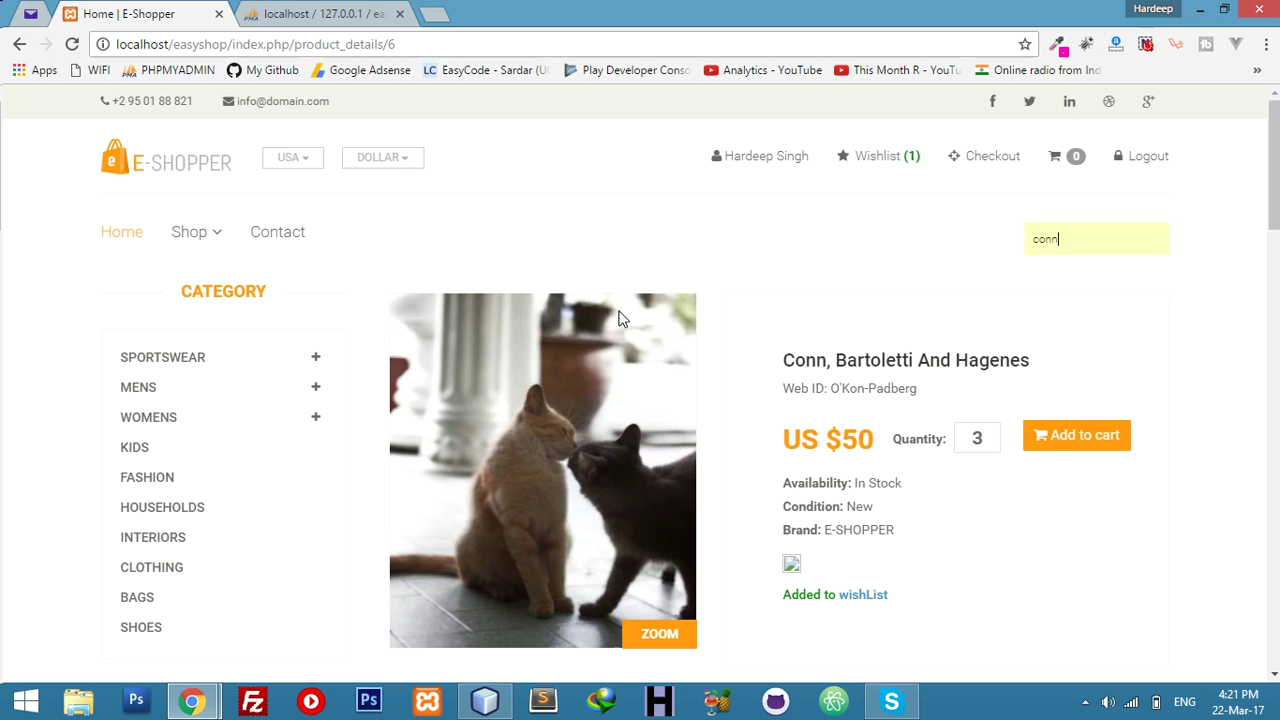 Home | E-Shopper
localhost / 127.0.0.1 / ea
Hardeep
localhost/easyshop/index.php/product_details/6
Apps
WIFI
PHPMYADMIN
My Github
Google Adsense
EasyCode - Sardar (U
Play Developer Conso
Analytics - YouTube
This Month R - YouTu
Online radio from Ind
+2 95 01 88 821
info@domain.com
E-SHOPPER
USA
DOLLAR
Hardeep Singh
Wishlist (1)
Checkout
0
Logout
Home
Shop
Contact
conn
CATEGORY
SPORTSWEAR
MENS
WOMENS
KIDS
FASHION
HOUSEHOLDS
INTERIORS
CLOTHING
BAGS
SHOES
ZOOM
Conn, Bartoletti And Hagenes
Web ID: O'Kon-Padberg
US $50 Quantity: 3 Add to cart
Availability: In Stock
Condition: New
Brand: E-SHOPPER
Added to wishList
ENG
4:21 PM
22-Mar-17